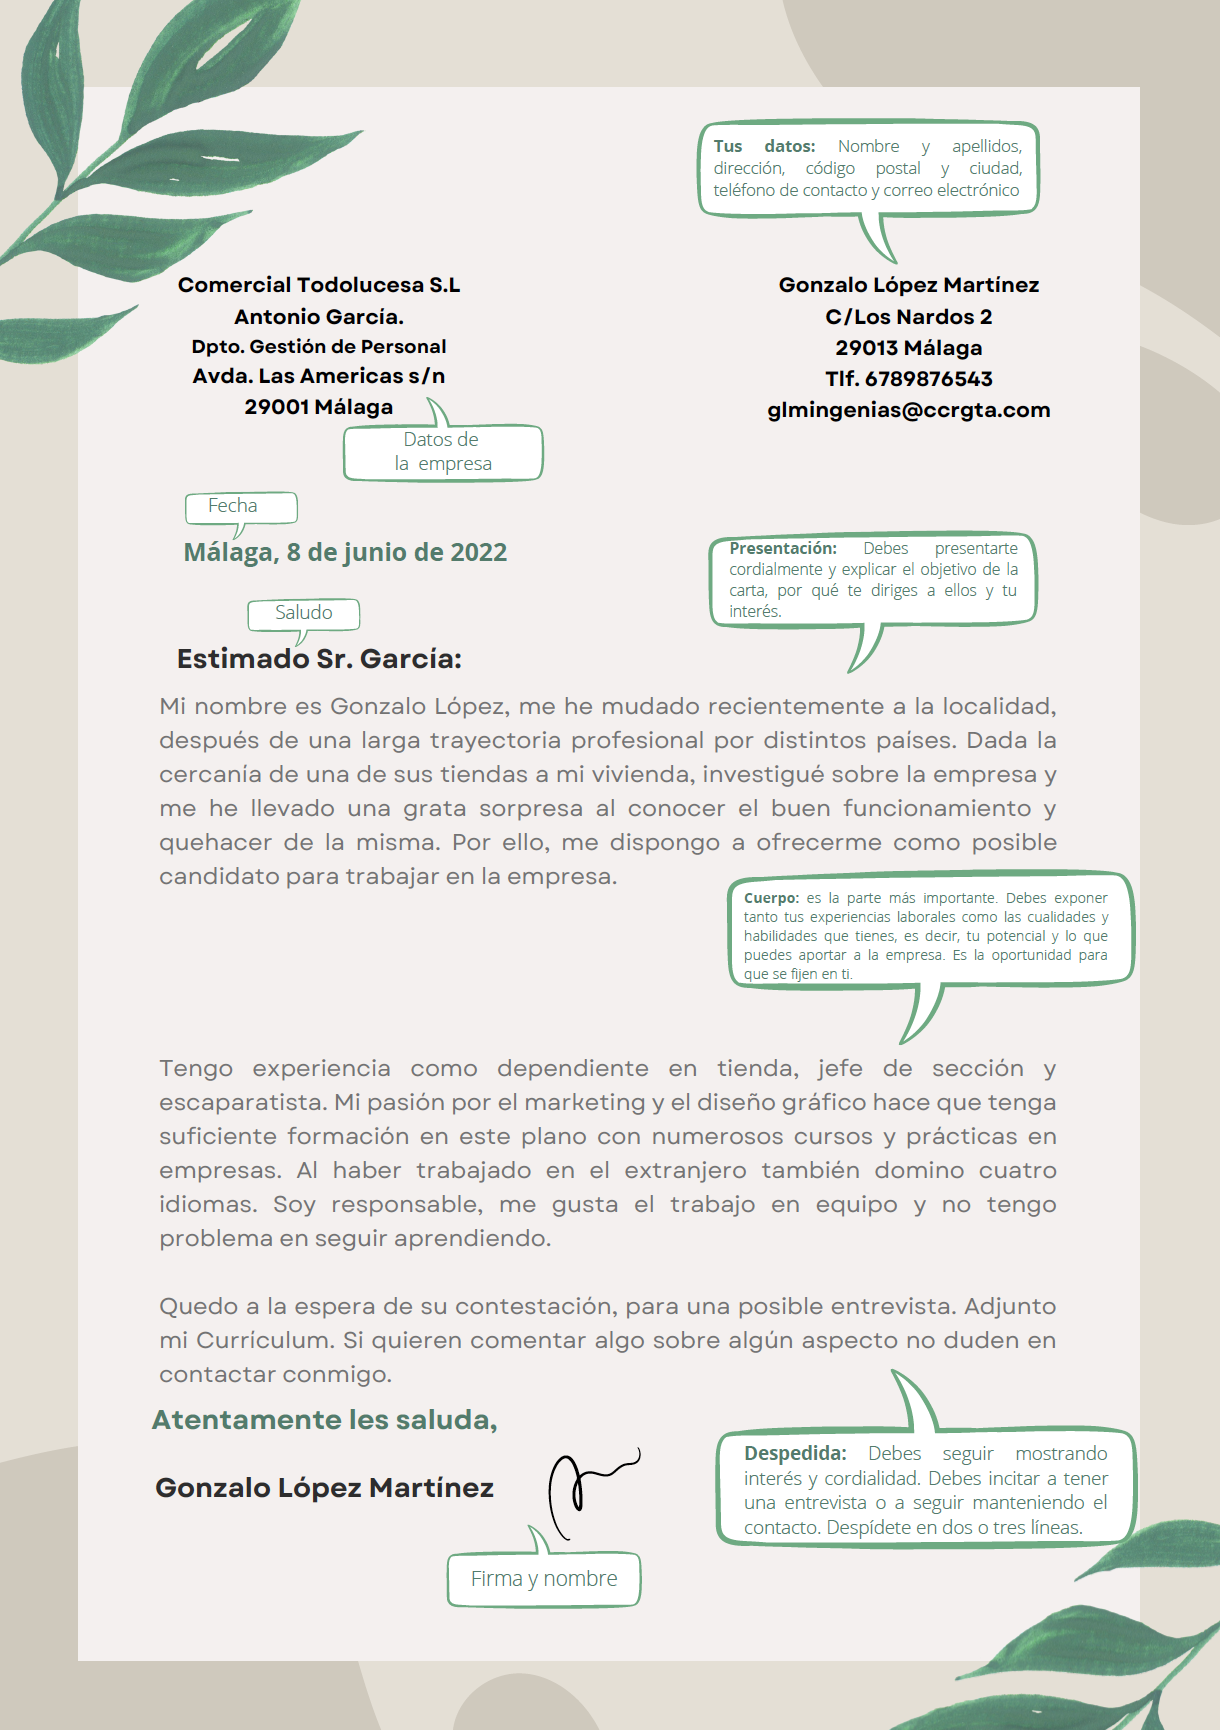 Tus datos: Nombre y apellidos,
dirección, código postal y ciudad,
teléfono de contacto y correo electrónico
Comercial Todolucesa S.L
Antonio García.
Dpto. Gestión de Personal
Avda. Las Americas s/n
29001 Málaga
Gonzalo López Martínez
C/Los Nardos 2
29013 Málaga
Tlf. 6789876543
glmingenias@ccrgta.com
Datos de
la empresa
Fecha
Málaga, 8 de junio de 2022
Presentación: Debes presentarte
cordialmente y explicar el objetivo de la
carta, por qué te diriges a ellos y tu
interés.
Saludo
Estimado Sr. García:
Mi nombre es Gonzalo López, me he mudado recientemente a la localidad,
después de una larga trayectoria profesional por distintos países. Dada la
cercanía de una de sus tiendas a mi vivienda, investigué sobre la empresa y
me he llevado una grata sorpresa al conocer el buen funcionamiento y
quehacer de la misma. Por ello, me dispongo a ofrecerme como posible
candidato para trabajar en la empresa.
Cuerpo: es la parte más importante. Debes exponer
tanto tus experiencias laborales como las cualidades y
habilidades que tienes, es decir, tu potencial y lo que
puedes aportar a la empresa. Es la oportunidad para
que se fijen en ti.
Tengo experiencia como dependiente en tienda, jefe de sección y
escaparatista. Mi pasión por el marketing y el diseño gráfico hace que tenga
suficiente formación en este plano con numerosos cursos y prácticas en
empresas. Al haber trabajado en el extranjero también domino cuatro
idiomas. Soy responsable, me gusta el trabajo en equipo y no tengo
problema en seguir aprendiendo.
Quedo a la espera de su contestación, para una posible entrevista. Adjunto
mi Currículum. Si quieren comentar algo sobre algún aspecto no duden en
contactar conmigo.
Atentamente les saluda,
Gonzalo López Martínez
Despedida: Debes seguir mostrando
interés y cordialidad. Debes incitar a tener
una entrevista o a seguir manteniendo el
contacto. Despídete en dos o tres líneas.
Firma y nombre